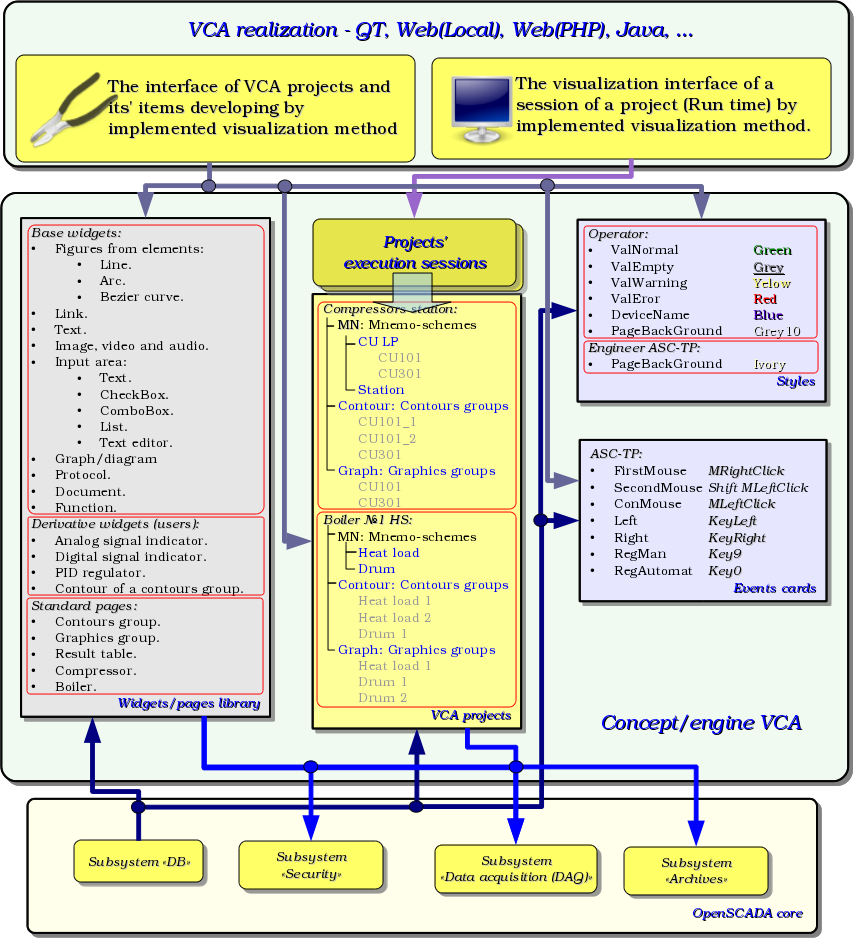 VCA realization - QT, Web(Local), Web(PHP), Java, ...
The interface of VCA projects and
its' items developing by
implemented visualization method
The visualization interface of a
session of a project (Run time) by
implemented visualization method.
Base widgets:
• Figures from elements:
• Line.
• Arc.
• Bezier curve.
• Link.
• Text.
• Image, video and audio.
• Input area:
• Text.
• CheckBox.
• ComboBox.
• List.
• Text editor.
• Graph/diagram
• Protocol.
• Document.
• Function.
Derivative widgets (users):
• Analog signal indicator.
• Digital signal indicator.
• PID regulator.
• Contour of a contours group.
Standard pages:
• Contours group.
• Graphics group.
• Result table.
• Compressor.
• Boiler.
Widgets/pages library
Projects'
execution sessions
Compressors station:
MN: Mnemo-schemes
CU LP
CU101
CU301
Station
Contour: Contours groups
CU101_1
CU101_2
CU301
Graph: Graphics groups
CU101
CU301
Boiler №1 HS:
MN: Mnemo-schemes
Heat load
Drum
Contour: Contours groups
Heat load 1
Heat load 2
Drum 1
Graph: Graphics groups
Heat load 1
Drum 1
Drum 2
VCA projects
Operator:
• ValNormal Green
• ValEmpty Grey
• ValWarning Yelow
• ValEror Red
• DeviceName Blue
• PageBackGround Grey10
Engineer ASC-TP:
• PageBackGround Ivory
Styles
ASC-TP:
• FirstMouse MRightClick
• SecondMouse Shift MLeftClick
• ConMouse MLeftClick
• Left KeyLeft
• Right KeyRight
• RegMan Key9
• RegAutomat Key0
Events cards
Concept/engine VCA
Subsystem «DB»
Subsystem
«Security»
Subsystem
«Data acquisition (DAQ)»
Subsystem
«Archives»
OpenSCADA core